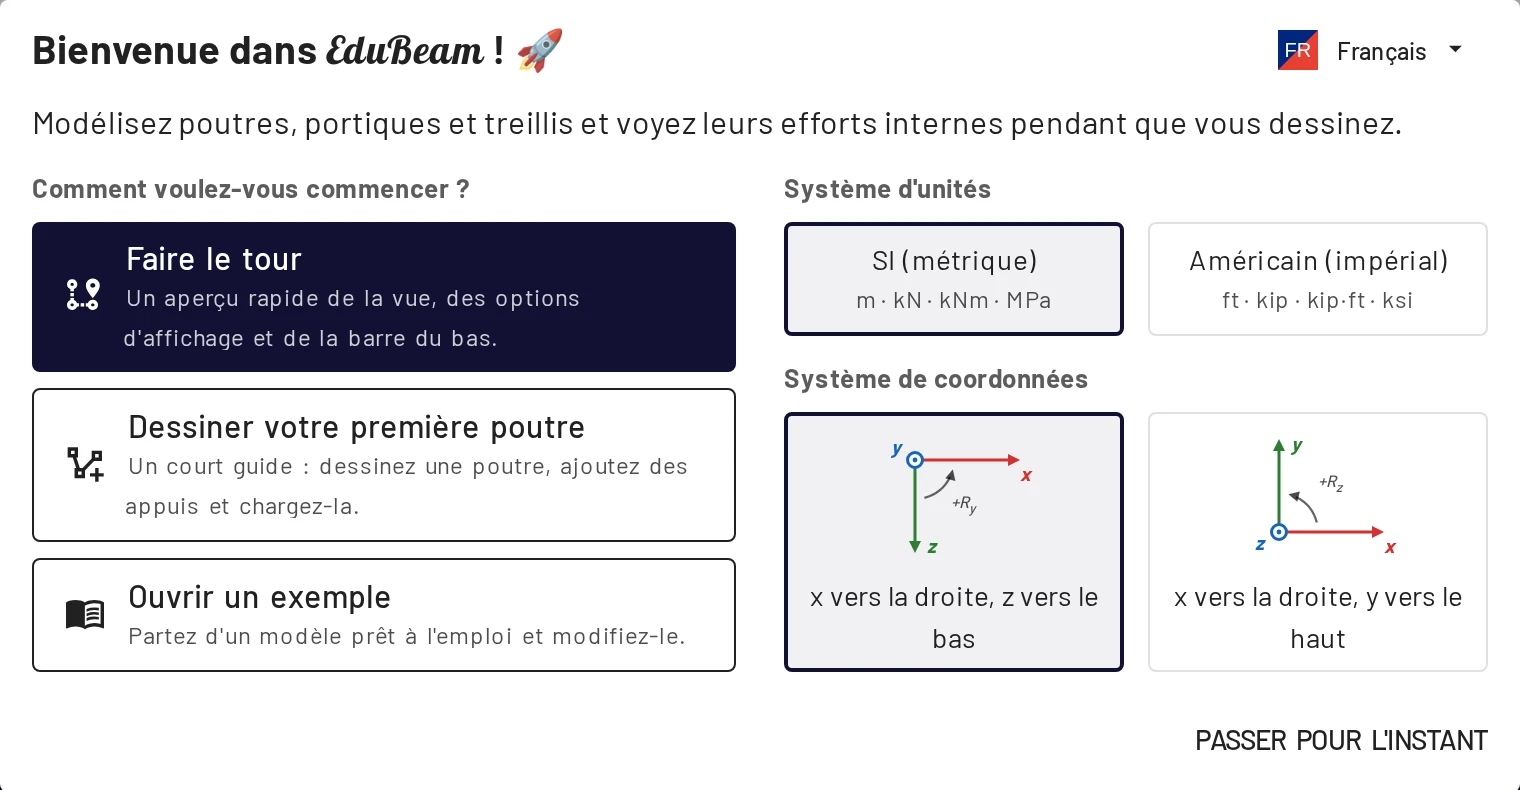 Bienvenue dans EduBeam ! 🚀
FR Français
Modélisez poutres, portiques et treillis et voyez leurs efforts internes pendant que vous dessinez.
Comment voulez-vous commencer ?
Faire le tour
Un aperçu rapide de la vue, des options
d'affichage et de la barre du bas.
Dessiner votre première poutre
Un court guide : dessinez une poutre, ajoutez des
appuis et chargez-la.
Ouvrir un exemple
Partez d'un modèle prêt à l'emploi et modifiez-le.
Système d'unités
SI (métrique)
m · kN · kNm · MPa
Américain (impérial)
ft · kip · kip·ft · ksi
Système de coordonnées
y
x
+Ry
z
x vers la droite, z vers le
bas
y
+Rz
z
x
x vers la droite, y vers le
haut
PASSER POUR L'INSTANT